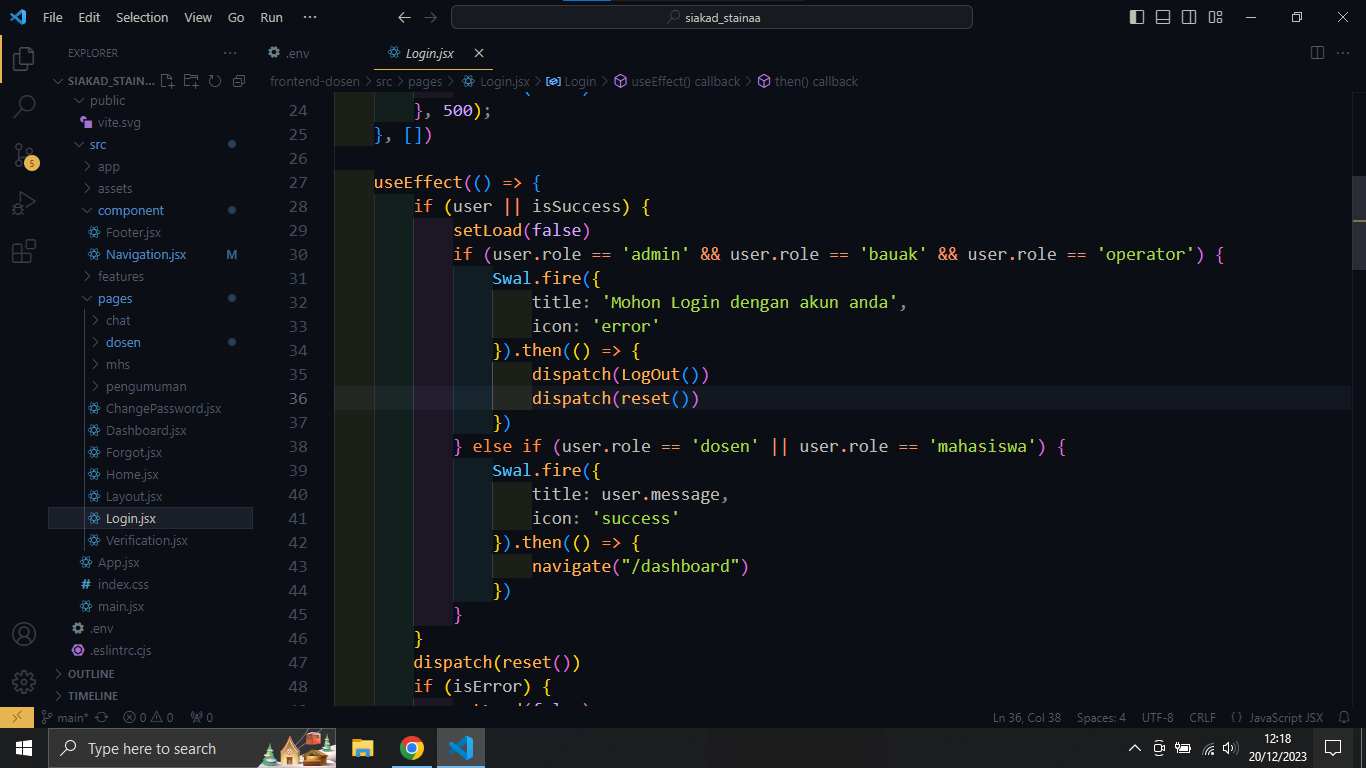 File Edit Selection View Go Run ··· siakad_stainaa
EXPLORER ···
SIAKAD_STAIN...
public
vite.svg
src
app
assets
component
Footer.jsx
Navigation.jsx M
features
pages
chat
dosen
mhs
pengumuman
ChangePassword.jsx
Dashboard.jsx
Forgot.jsx
Home.jsx
Layout.jsx
Login.jsx
Verification.jsx
App.jsx
# index.css
main.jsx
.env
.eslintrc.cjs
OUTLINE
TIMELINE
5
.env Login.jsx
frontend-dosen > src > pages > Login.jsx > Login > useEffect() callback > then() callback
24 }, 500);
25 }, [])
26
27 useEffect(() => {
28 if (user || isSuccess) {
29 setLoad(false)
30 if (user.role == 'admin' && user.role == 'bauak' && user.role == 'operator') {
31 Swal.fire({
32 title: 'Mohon Login dengan akun anda',
33 icon: 'error'
34 }).then(() => {
35 dispatch(LogOut())
36 dispatch(reset())
37 })
38 } else if (user.role == 'dosen' || user.role == 'mahasiswa') {
39 Swal.fire({
40 title: user.message,
41 icon: 'success'
42 }).then(() => {
43 navigate("/dashboard")
44 })
45 }
46 }
47 dispatch(reset())
48 if (isError) {
main* 0 0 0 Ln 36, Col 38 Spaces: 4 UTF-8 CRLF {} JavaScript JSX
Type here to search
12:18
20/12/2023